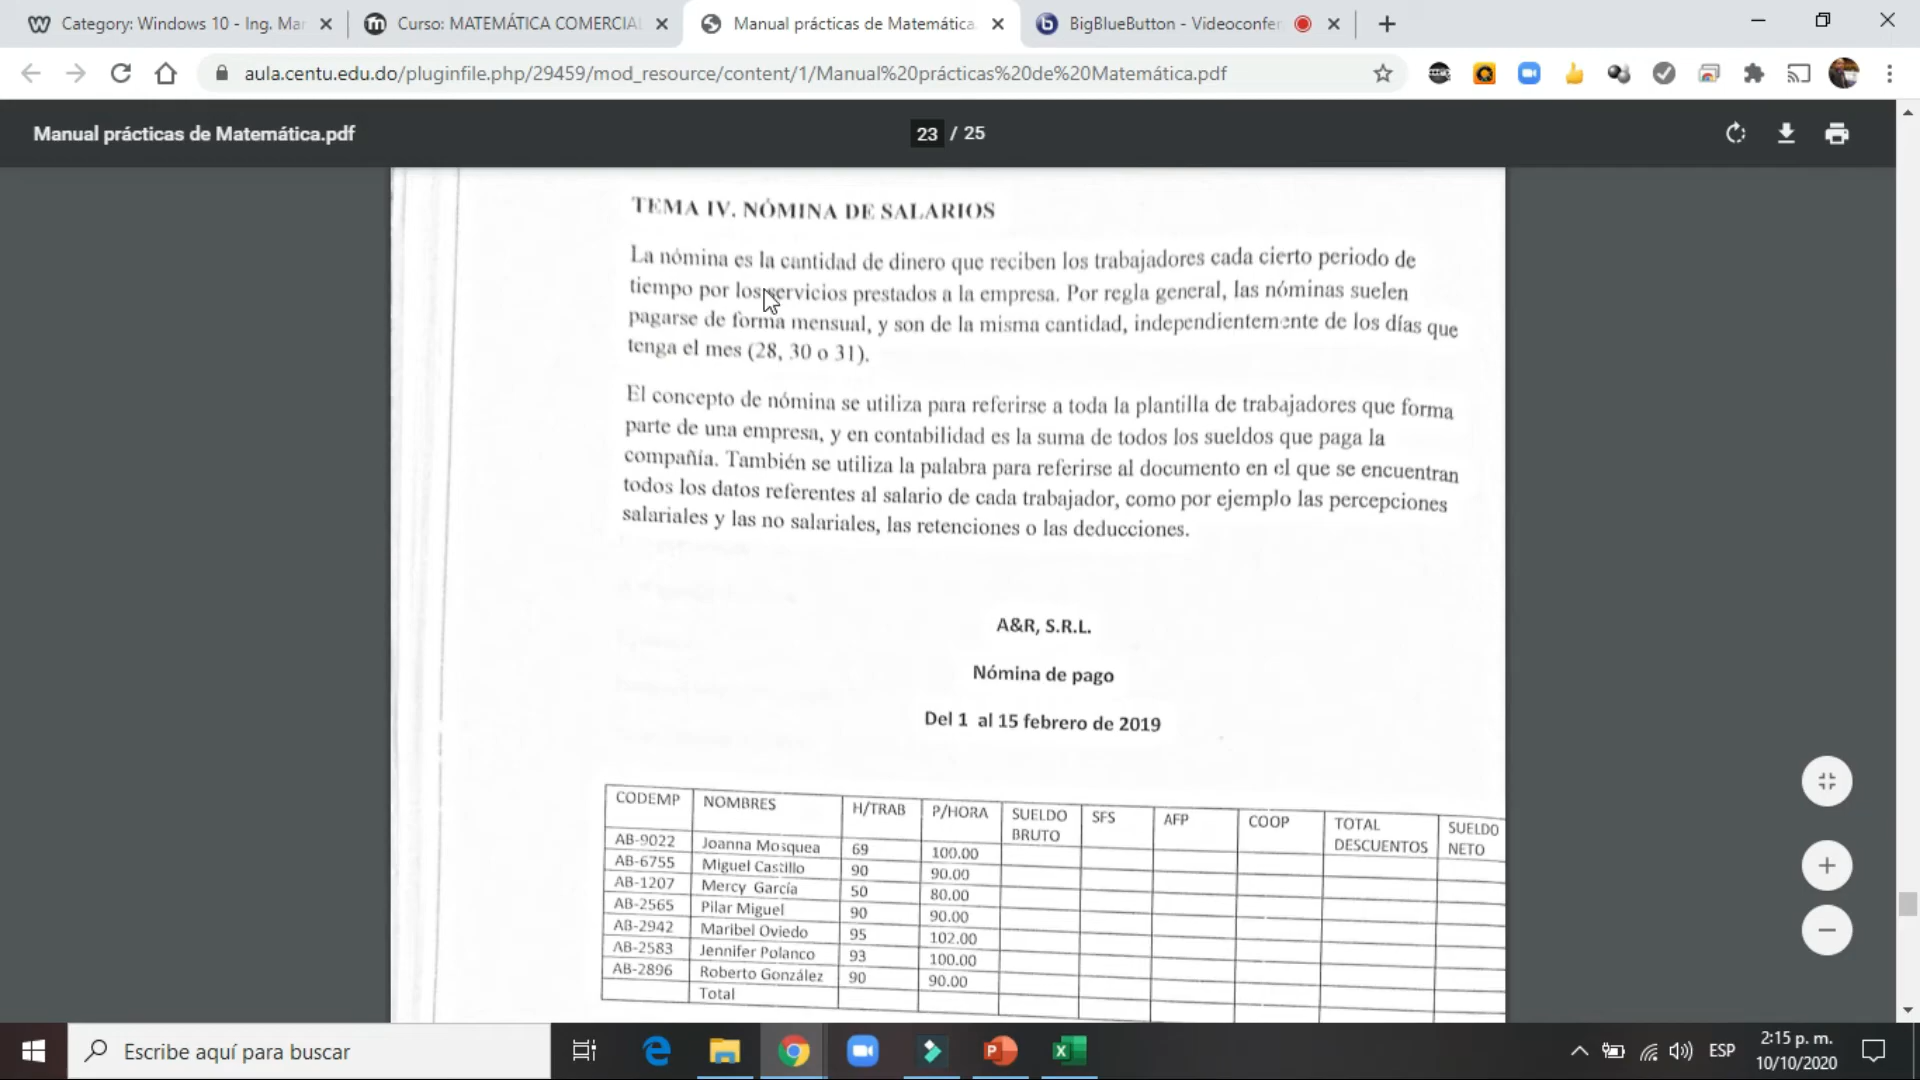 Category: Windows 10 - Ing. Mar
Curso: MATEMÁTICA COMERCIAL
Manual prácticas de Matemática.
BigBlueButton - Videoconfer
aula.centu.edu.do/pluginfile.php/29459/mod_resource/content/1/Manual%20prácticas%20de%20Matemática.pdf
Manual prácticas de Matemática.pdf
23 / 25
TEMA IV. NÓMINA DE SALARIOS
La nómina es la cantidad de dinero que reciben los trabajadores cada cierto periodo de
tiempo por los servicios prestados a la empresa. Por regla general, las nóminas suelen
pagarse de forma mensual, y son de la misma cantidad, independientemente de los días que
tenga el mes (28, 30 o 31).
El concepto de nómina se utiliza para referirse a toda la plantilla de trabajadores que forma
parte de una empresa, y en contabilidad es la suma de todos los sueldos que paga la
compañía. También se utiliza la palabra para referirse al documento en el que se encuentran
todos los datos referentes al salario de cada trabajador, como por ejemplo las percepciones
salariales y las no salariales, las retenciones o las deducciones.
A&R, S.R.L.
Nómina de pago
Del 1 al 15 febrero de 2019
CODEMP NOMBRES H/TRAB P/HORA SUELDO BRUTO SFS AFP COOP TOTAL DESCUENTOS SUELDO NETO
AB-9022 Joanna Mosquea 69 100.00
AB-6755 Miguel Castillo 90 90.00
AB-1207 Mercy García 50 80.00
AB-2565 Pilar Miguel 90 90.00
AB-2942 Maribel Oviedo 95 102.00
AB-2583 Jennifer Polanco 93 100.00
AB-2896 Roberto González 90 90.00
Total
Escribe aquí para buscar
ESP
2:15 p. m.
10/10/2020